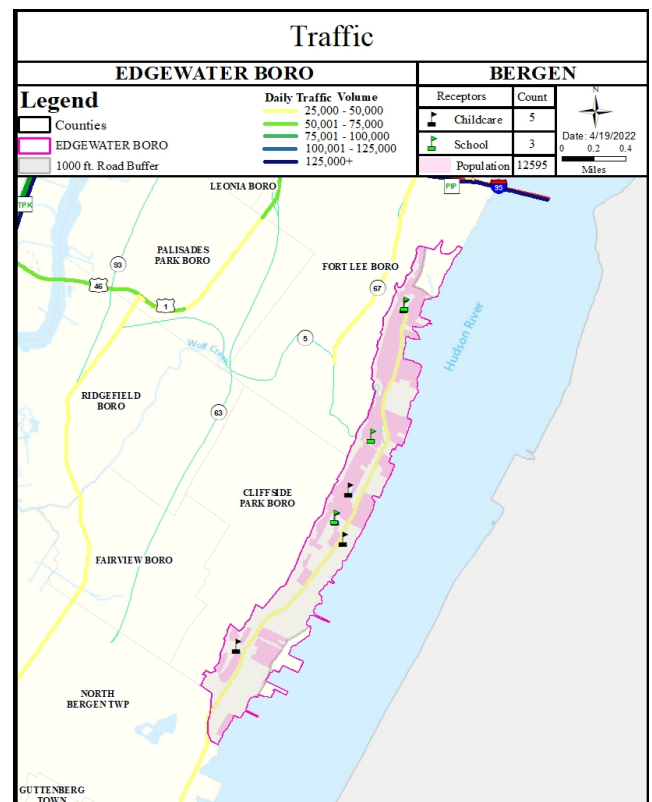 Traffic
EDGEWATER BORO
BERGEN
Legend
Counties
EDGEWATER BORO
1000 ft. Road Buffer
Daily Traffic Volume
25,000 - 50,000
50,001 - 75,000
75,001 - 100,000
100,001 - 125,000
125,000+
Receptors Count
Childcare 5
School 3
Population 12595
N
Date: 4/19/2022
0 0.2 0.4
Miles
LEONIA BORO
PIP
95
TPK
PALISADES
PARK BORO
93
FORT LEE BORO
46
67
1
5
Hudson River
Wolf Creek
RIDGEFIELD
BORO
63
CLIFFSIDE
PARK BORO
FAIRVIEW BORO
NORTH
BERGEN TWP
GUTTENBERG
TOWN